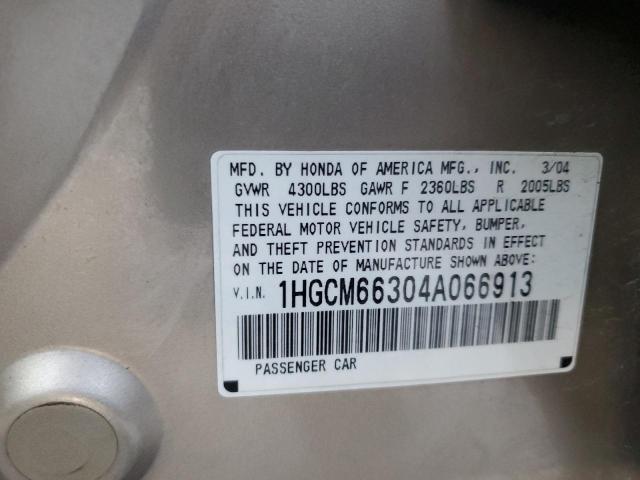 MFD. BY HONDA OF AMERICA MFG., INC. 3/04
GVWR 4300LBS GAWR F 2360LBS R 2005LBS
THIS VEHICLE CONFORMS TO ALL APPLICABLE
FEDERAL MOTOR VEHICLE SAFETY, BUMPER,
AND THEFT PREVENTION STANDARDS IN EFFECT
ON THE DATE OF MANUFACTURE SHOWN ABOVE:
V.I.N. 1HGCM66304A066913
PASSENGER CAR